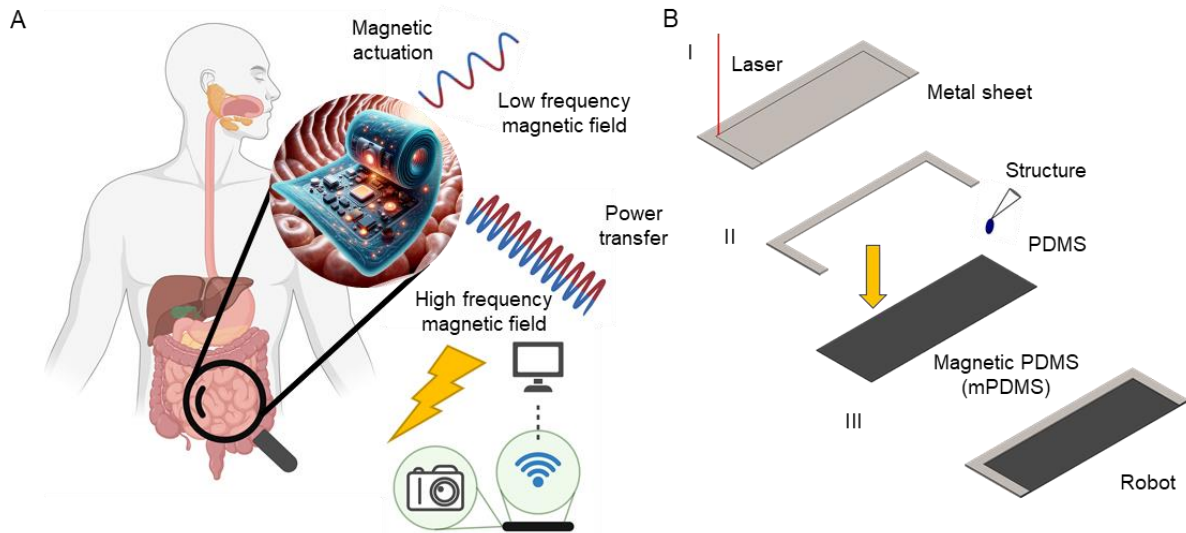 A
Magnetic
actuation
Low frequency
magnetic field
Power
transfer
High frequency
magnetic field
B
I
Laser
Metal sheet
Structure
II
PDMS
Magnetic PDMS
(mPDMS)
III
Robot